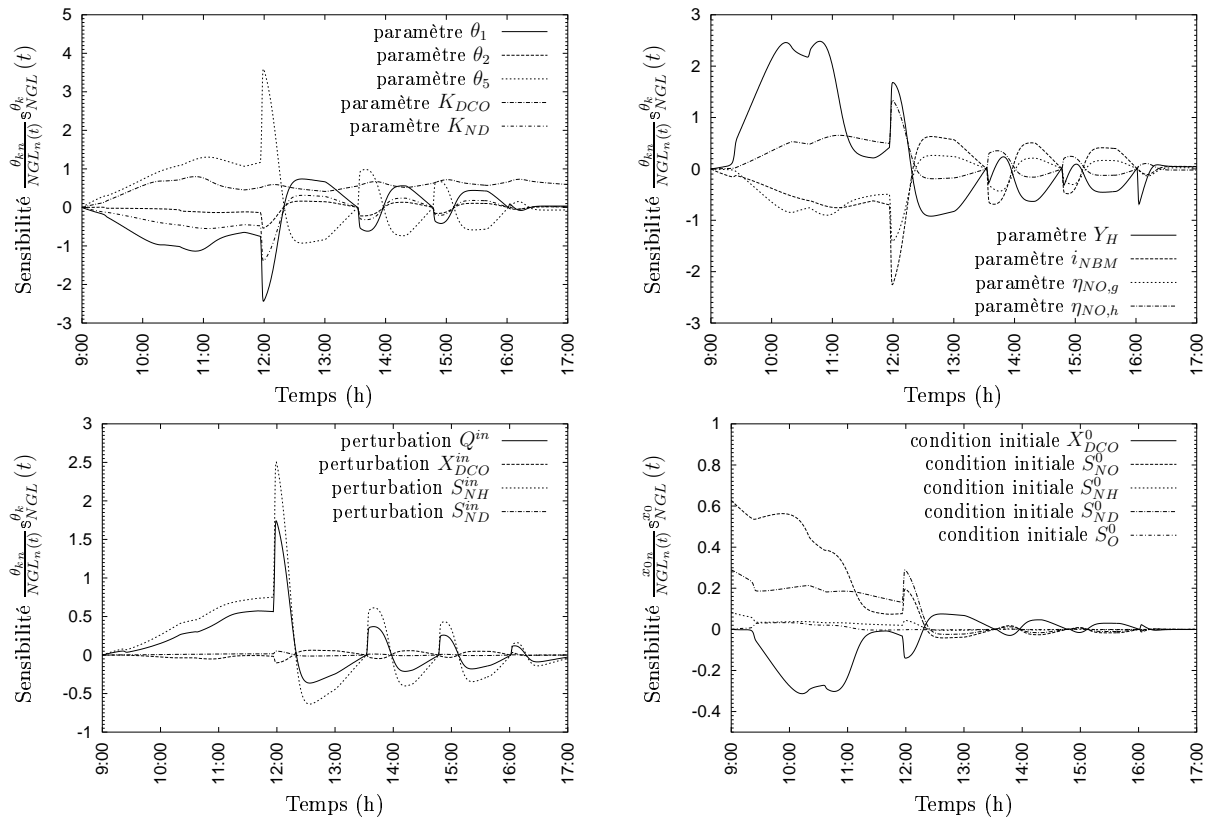 Sensibilité θkn/NGLn(t) s^θk_NGL (t)
5
4
3
2
1
0
-1
-2
-3
paramètre θ1
paramètre θ2
paramètre θ5
paramètre KDCO
paramètre KND
9:00 10:00 11:00 12:00 13:00 14:00 15:00 16:00 17:00
Temps (h)
Sensibilité θkn/NGLn(t) s^θk_NGL (t)
3
2
1
0
-1
-2
-3
paramètre YH
paramètre iNBM
paramètre ηNO,g
paramètre ηNO,h
9:00 10:00 11:00 12:00 13:00 14:00 15:00 16:00 17:00
Temps (h)
Sensibilité θkn/NGLn(t) s^θk_NGL (t)
3
2.5
2
1.5
1
0.5
0
-0.5
-1
perturbation Q^in
perturbation X^in_DCO
perturbation S^in_NH
perturbation S^in_ND
9:00 10:00 11:00 12:00 13:00 14:00 15:00 16:00 17:00
Temps (h)
Sensibilité x0n/NGLn(t) s^x0_NGL (t)
1
0.8
0.6
0.4
0.2
0
-0.2
-0.4
condition initiale X^0_DCO
condition initiale S^0_NO
condition initiale S^0_NH
condition initiale S^0_ND
condition initiale S^0_O
9:00 10:00 11:00 12:00 13:00 14:00 15:00 16:00 17:00
Temps (h)